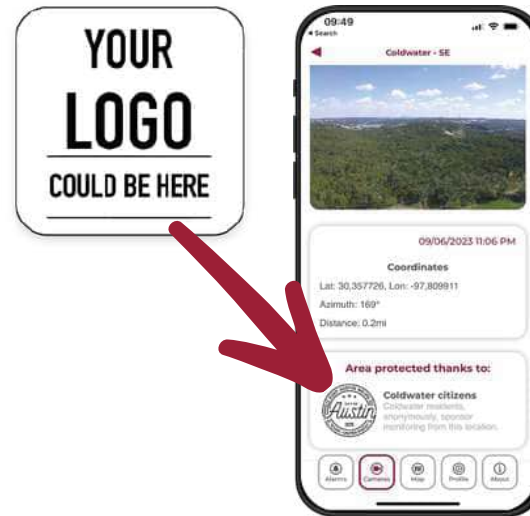 YOUR
LOGO
COULD BE HERE
09:49
Search
Coldwater - SE
09/06/2023 11:06 PM
Coordinates
Lat: 30,357726, Lon: -97,809911
Azimuth: 169°
Distance: 0.2mi
Area protected thanks to:
Austin
Coldwater citizens
Coldwater residents,
anonymously, sponsor
monitoring from this location.
Alarms
Cameras
Map
Profile
About